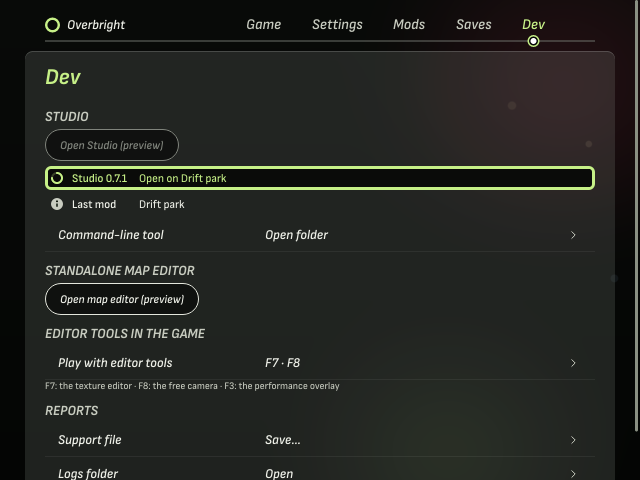 Overbright
Game
Settings
Mods
Saves
Dev
Dev
STUDIO
Open Studio (preview)
Studio 0.7.1 Open on Drift park
Last mod Drift park
Command-line tool Open folder
STANDALONE MAP EDITOR
Open map editor (preview)
EDITOR TOOLS IN THE GAME
Play with editor tools F7 · F8
F7: the texture editor · F8: the free camera · F3: the performance overlay
REPORTS
Support file Save...
Logs folder Open